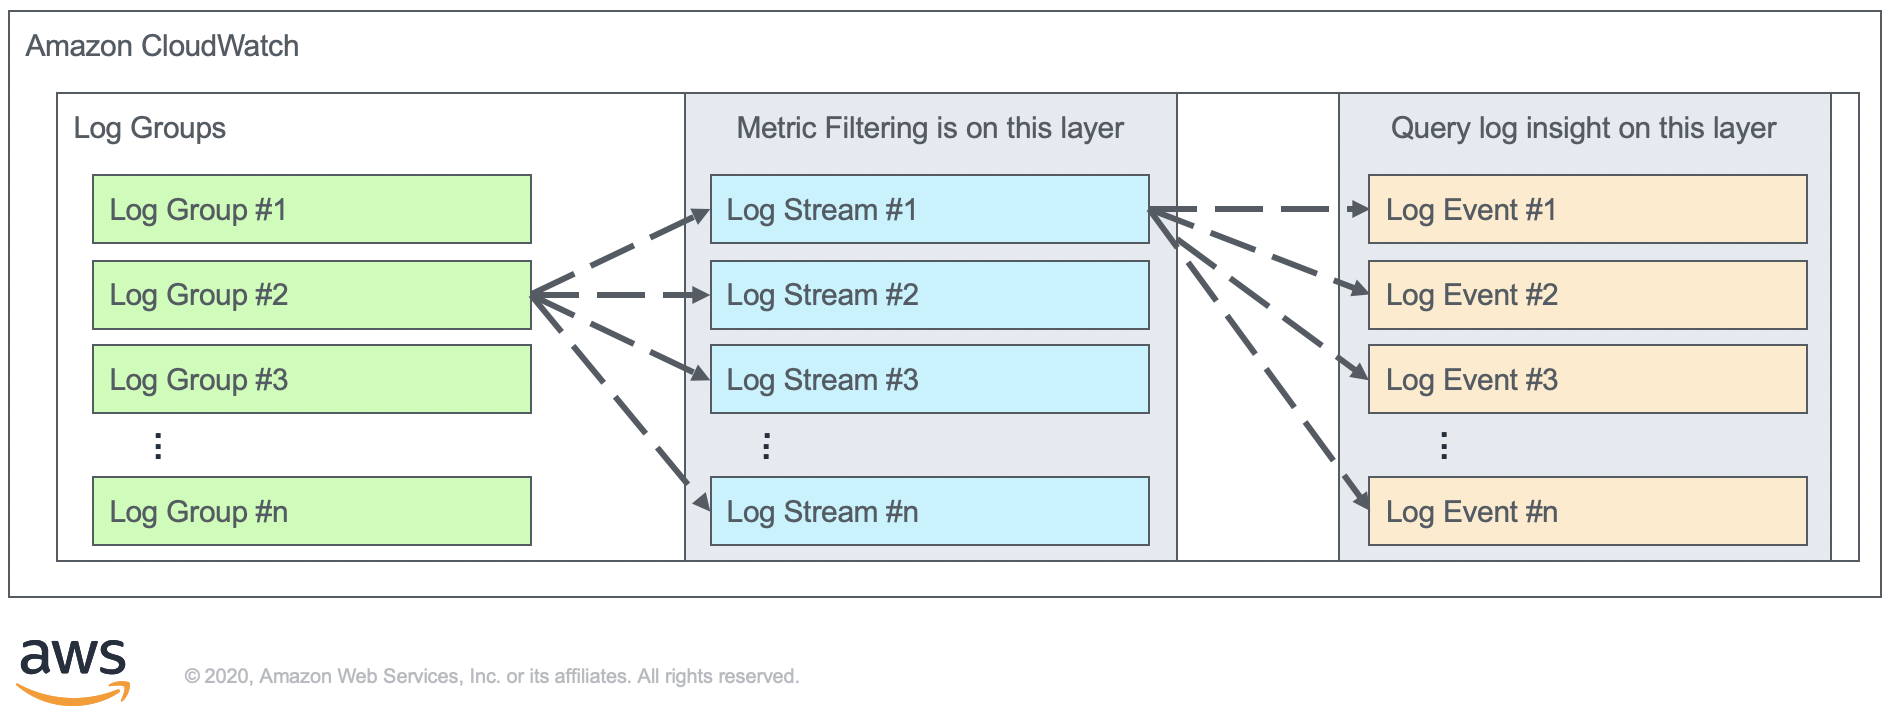 Amazon CloudWatch
Log Groups
Log Group #1
Log Group #2
Log Group #3
Log Group #n
Metric Filtering is on this layer
Log Stream #1
Log Stream #2
Log Stream #3
Log Stream #n
Query log insight on this layer
Log Event #1
Log Event #2
Log Event #3
Log Event #n
aws
© 2020, Amazon Web Services, Inc. or its affiliates. All rights reserved.